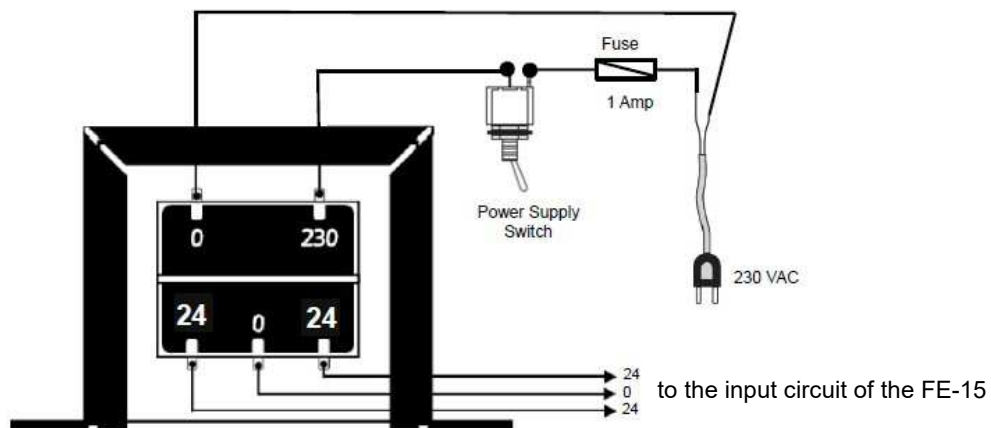 Fuse
1 Amp
Power Supply
Switch
230 VAC
0 230
24 0 24
24
0 to the input circuit of the FE-15
24